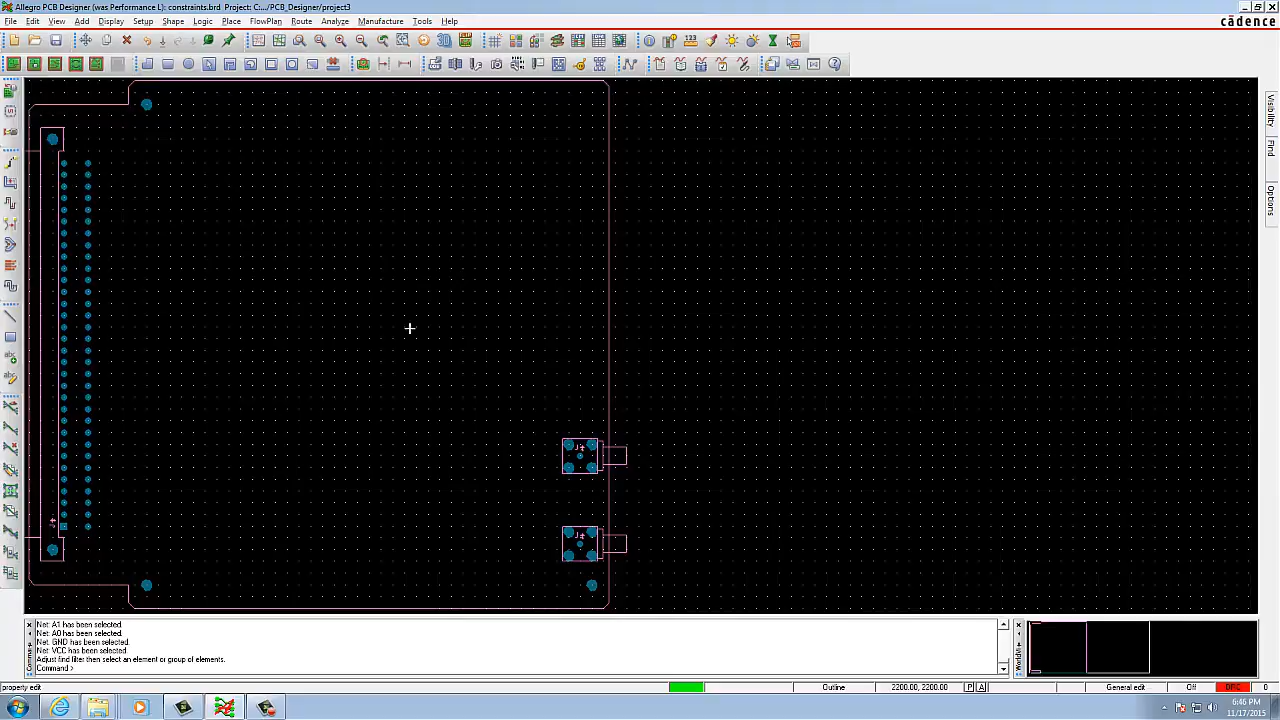 Allegro PCB Designer (was Performance L): constraints.brd Project: C:.../PCB_Designer/project3
File Edit View Add Display Setup Shape Logic Place FlowPlan Route Analyze Manufacture Tools Help
cādence
Visibility
Find
Options
Net: A1 has been selected.
Net: A0 has been selected.
Net: GND has been selected.
Net: VCC has been selected.
Adjust find filter then select an element or group of elements.
Command >
property edit
Outline
2200.00, 2200.00
P A
General edit
Off
DRC
0
6:46 PM
11/17/2015